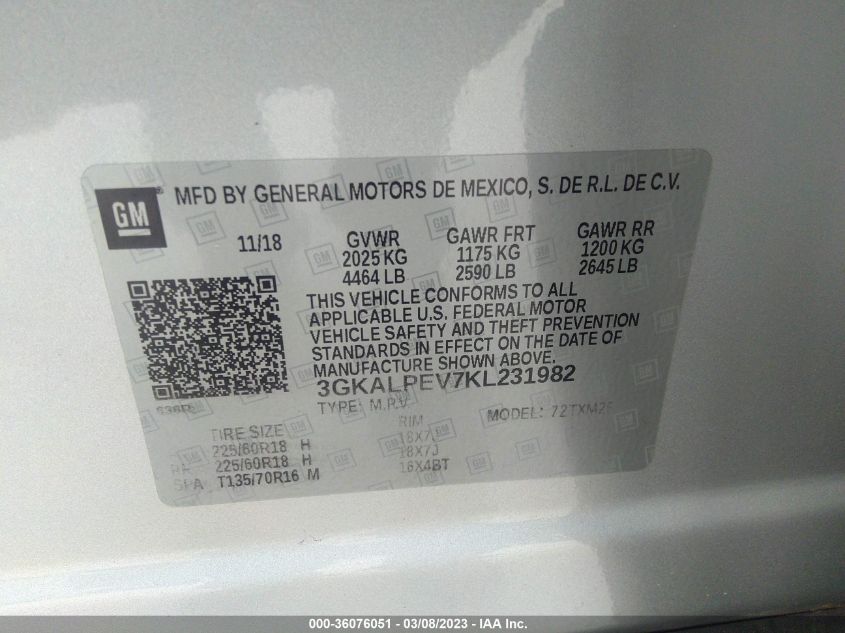 GM
MFD BY GENERAL MOTORS DE MEXICO, S. DE R.L. DE C.V.
11/18 GVWR GAWR FRT GAWR RR
2025 KG 1175 KG 1200 KG
4464 LB 2590 LB 2645 LB
THIS VEHICLE CONFORMS TO ALL
APPLICABLE U.S. FEDERAL MOTOR
VEHICLE SAFETY AND THEFT PREVENTION
STANDARDS IN EFFECT ON THE DATE OF
MANUFACTURE SHOWN ABOVE.
3GKALPEV7KL231982
TYPE: M.P.V. MODEL:
TIRE SIZE RIM
225/60R18 H 18X7J
RR 225/60R18 H 18X7J
SPA T135/70R16 M 16X4BT
000-36076051 - 03/08/2023 - IAA Inc.